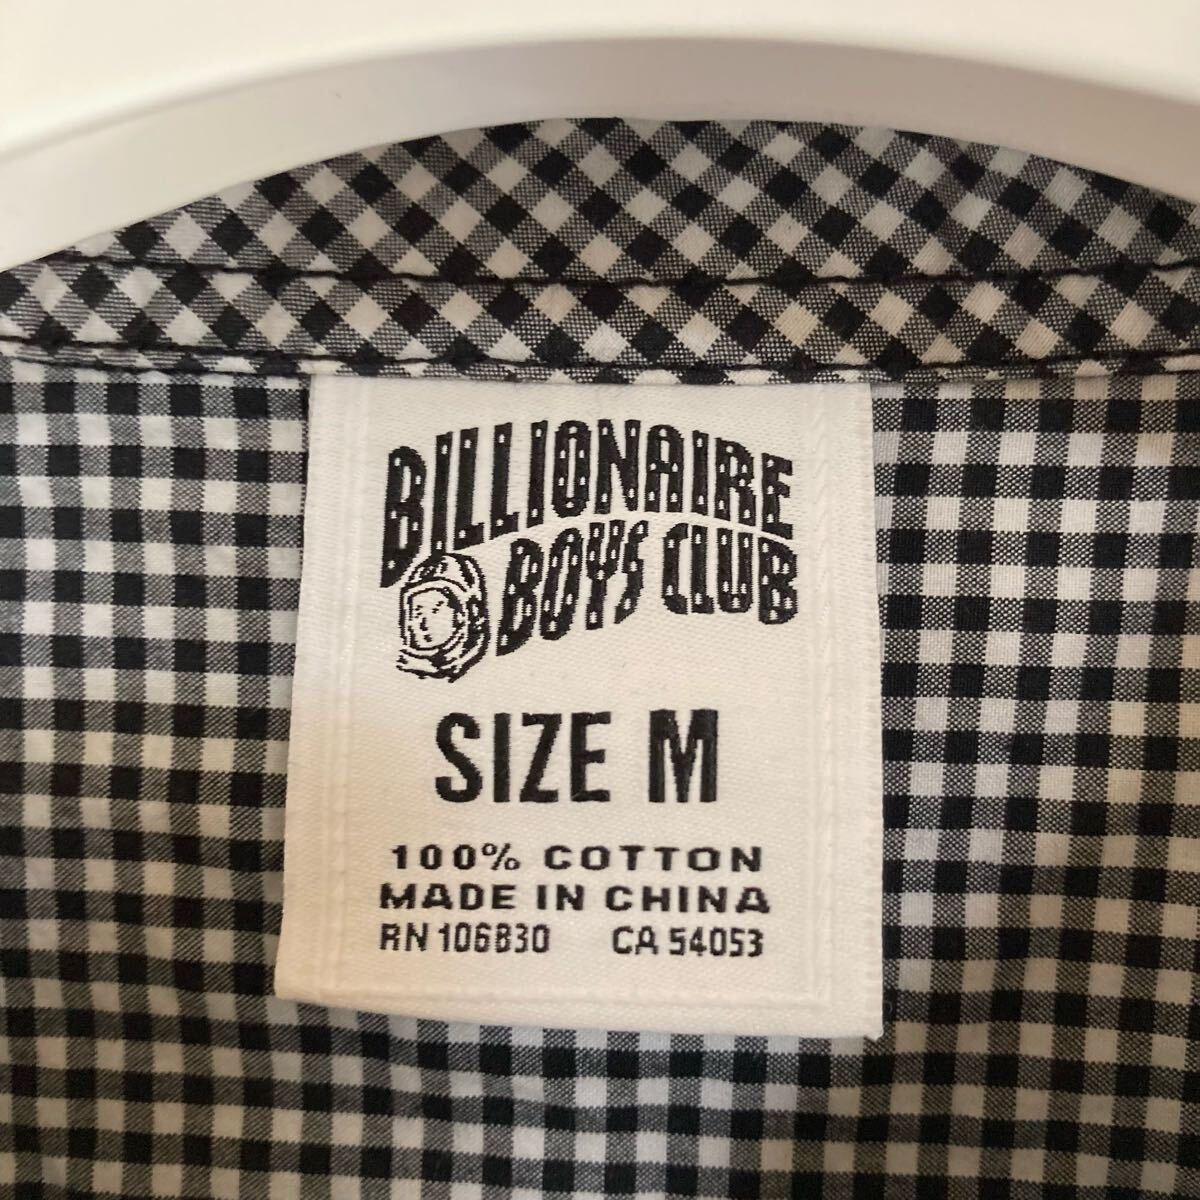 BILLIONAIRE
BOYS CLUB
SIZE M
100% COTTON
MADE IN CHINA
RN 106830 CA 54053